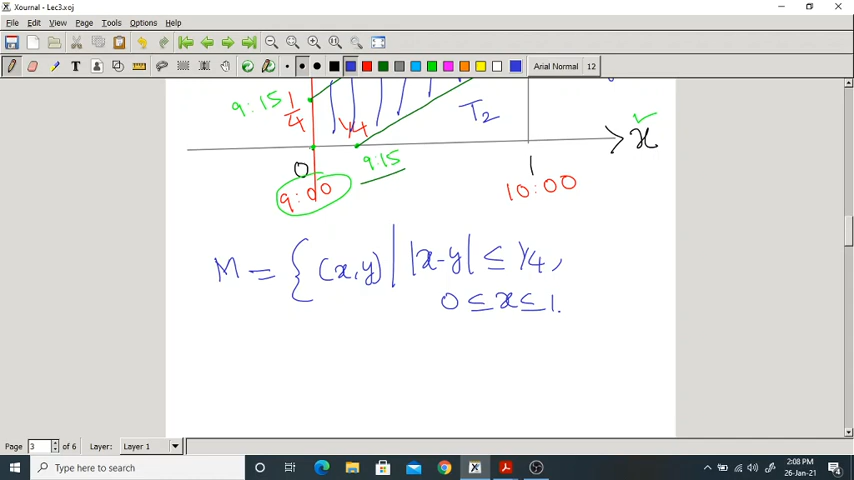 Xournal - Lec3.xoj
File Edit View Page Tools Options Help
Arial Normal 12
9:15 1/4
1/4 T2
x
0 9:15 1
9:00 10:00
M = { (x,y) | |x-y| ≤ 1/4,
0 ≤ x ≤ 1.
Page 3 of 6 Layer: Layer 1
Type here to search
2:08 PM
26-Jan-21
4